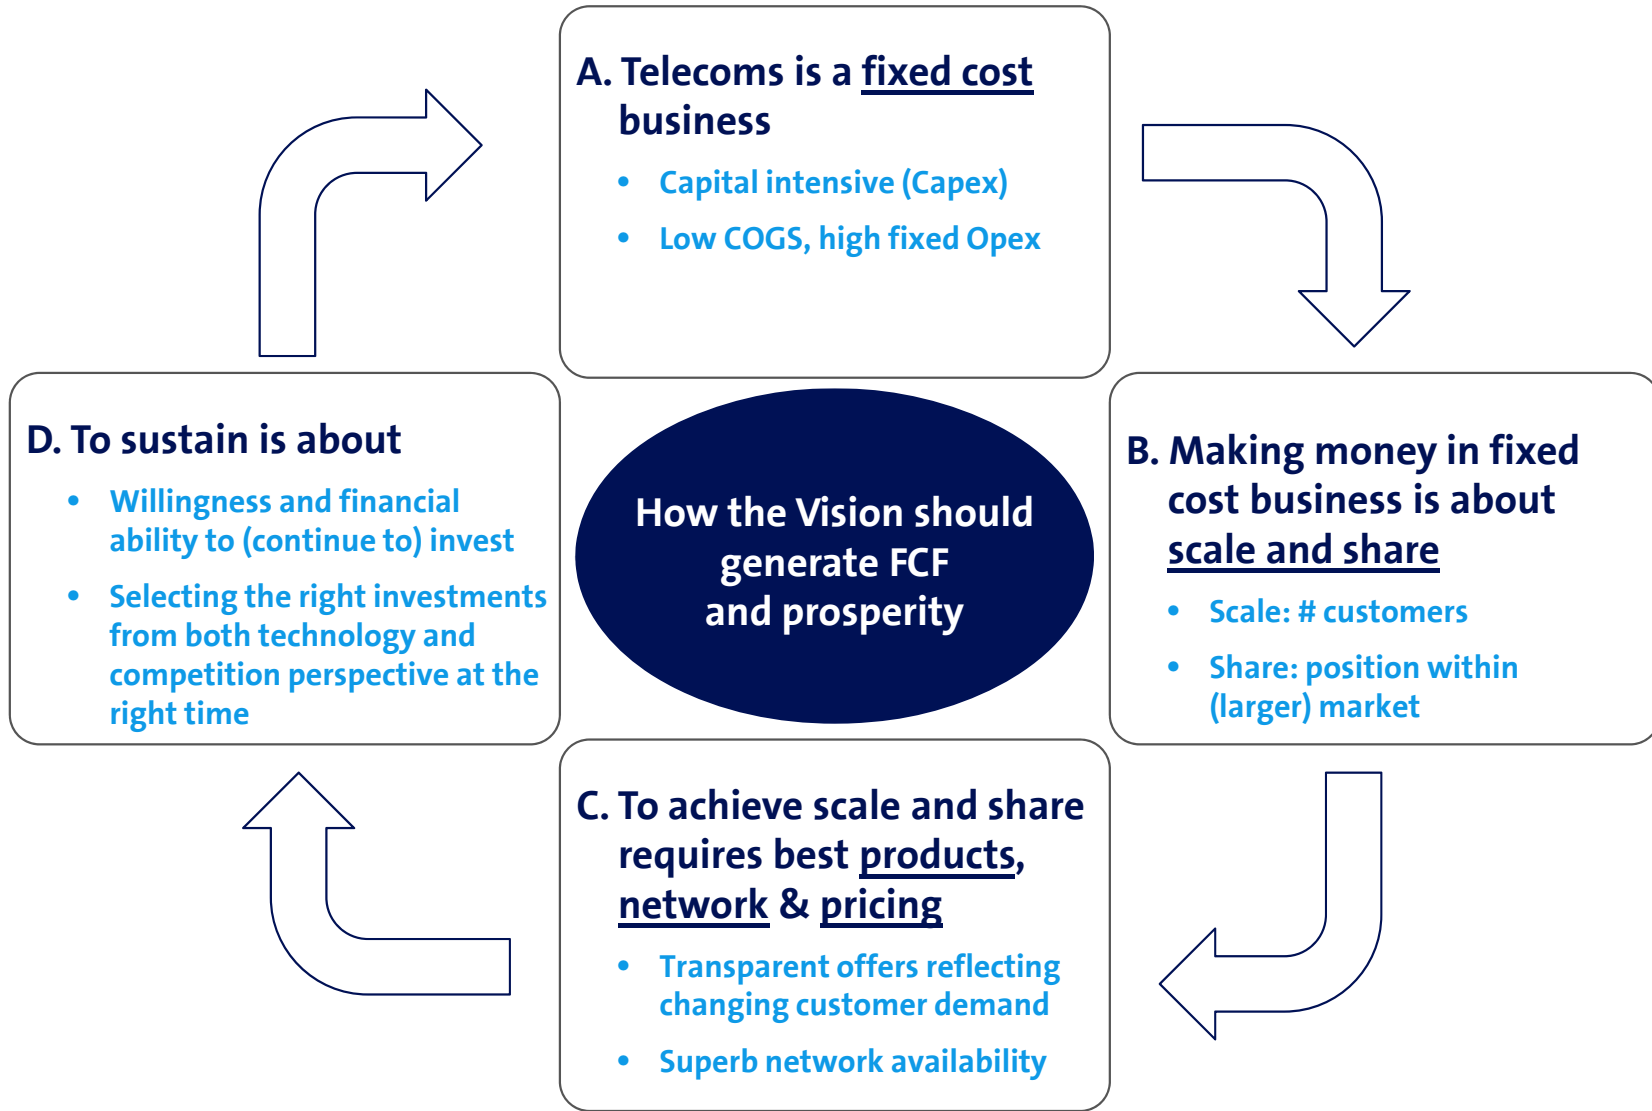 A. Telecoms is a fixed cost
business
• Capital intensive (Capex)
• Low COGS, high fixed Opex
B. Making money in fixed
cost business is about
scale and share
• Scale: # customers
• Share: position within
(larger) market
C. To achieve scale and share
requires best products,
network & pricing
• Transparent offers reflecting
changing customer demand
• Superb network availability
D. To sustain is about
• Willingness and financial
ability to (continue to) invest
• Selecting the right investments
from both technology and
competition perspective at the
right time
How the Vision should
generate FCF
and prosperity